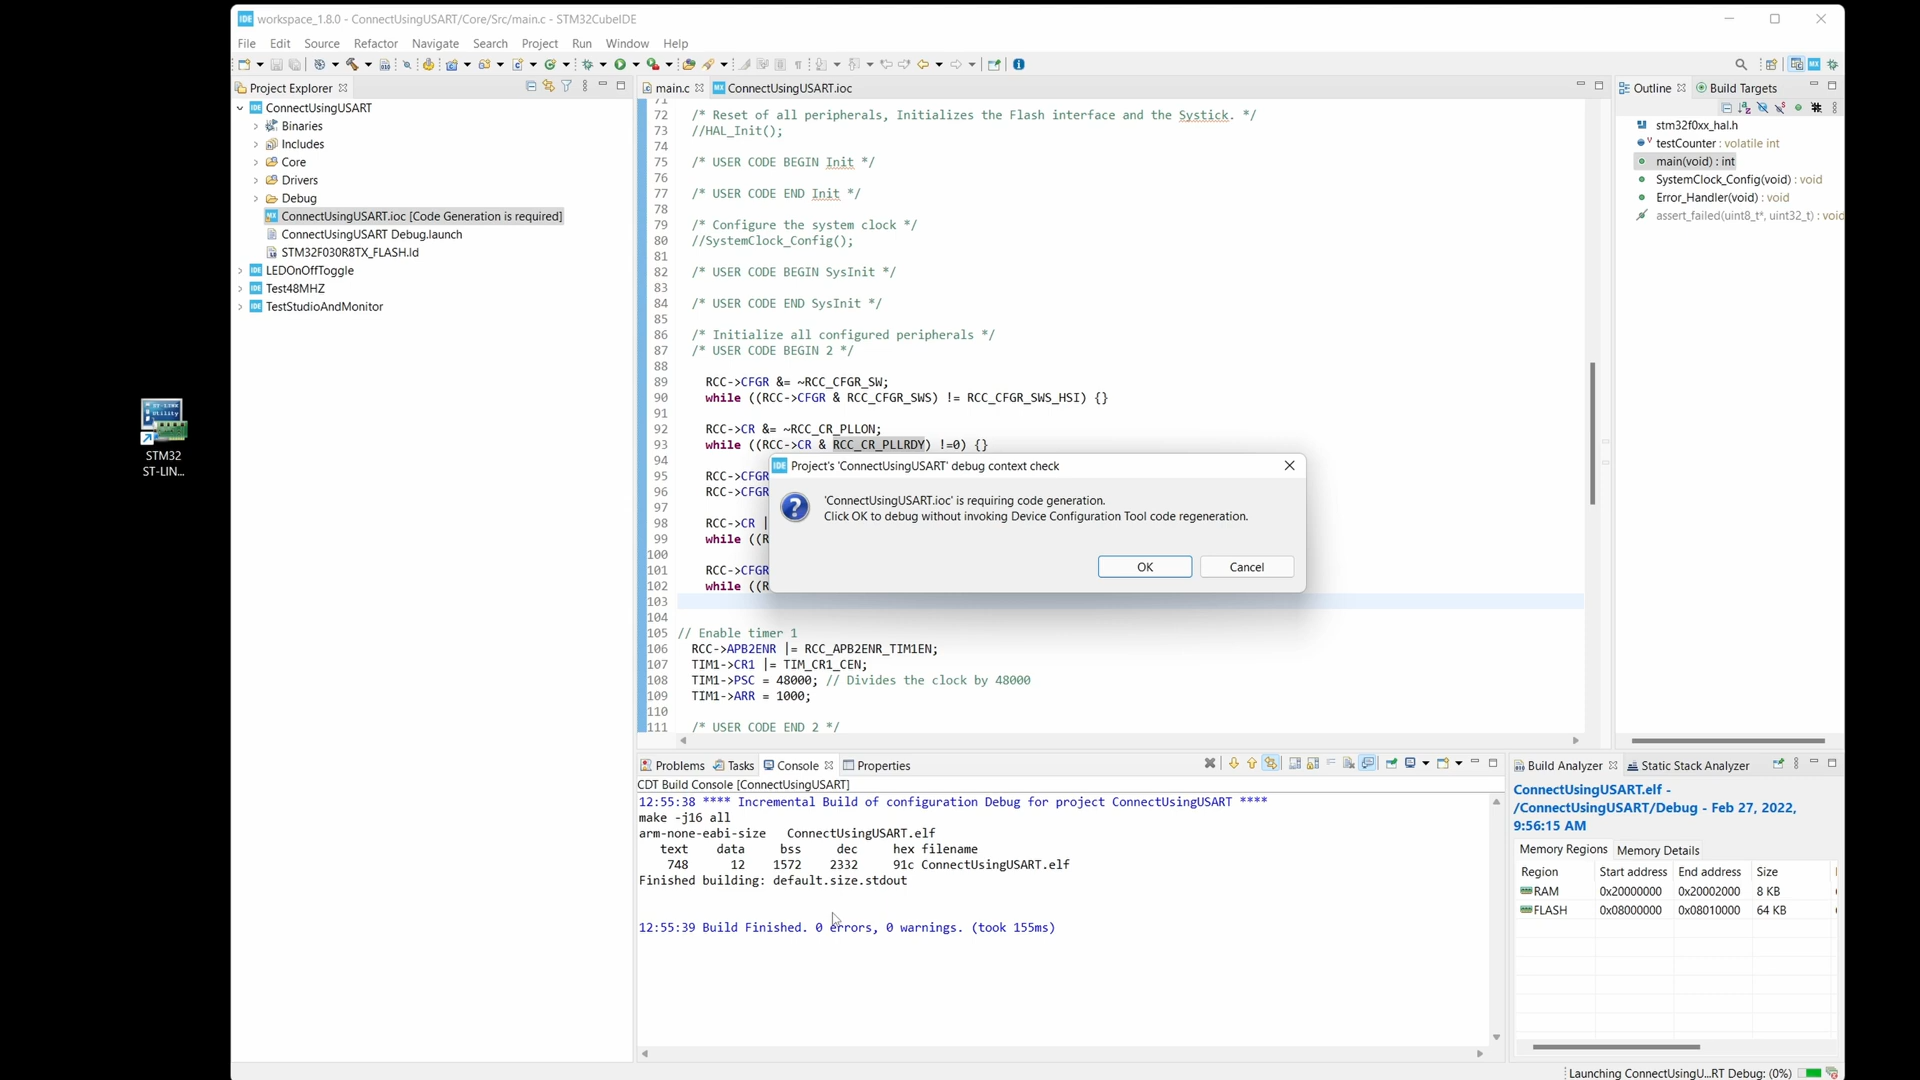 workspace_1.8.0 - ConnectUsingUSART/Core/Src/main.c - STM32CubeIDE
File Edit Source Refactor Navigate Search Project Run Window Help
Project Explorer
ConnectUsingUSART
Binaries
Includes
Core
Drivers
Debug
ConnectUsingUSART.ioc [Code Generation is required]
ConnectUsingUSART Debug.launch
STM32F030R8TX_FLASH.ld
LEDOnOffToggle
Test48MHZ
TestStudioAndMonitor
STM32
ST-LIN...
main.c
ConnectUsingUSART.ioc
71
72 /* Reset of all peripherals, Initializes the Flash interface and the Systick. */
73 //HAL_Init();
74
75 /* USER CODE BEGIN Init */
76
77 /* USER CODE END Init */
78
79 /* Configure the system clock */
80 //SystemClock_Config();
81
82 /* USER CODE BEGIN SysInit */
83
84 /* USER CODE END SysInit */
85
86 /* Initialize all configured peripherals */
87 /* USER CODE BEGIN 2 */
88
89 RCC->CFGR &= ~RCC_CFGR_SW;
90 while ((RCC->CFGR & RCC_CFGR_SWS) != RCC_CFGR_SWS_HSI) {}
91
92 RCC->CR &= ~RCC_CR_PLLON;
93 while ((RCC->CR & RCC_CR_PLLRDY) !=0) {}
94
95 RCC->CFGR
96 RCC->CFGR
97
98 RCC->CR |
99 while ((R
100
101 RCC->CFGR
102 while ((R
103
104
105 // Enable timer 1
106 RCC->APB2ENR |= RCC_APB2ENR_TIM1EN;
107 TIM1->CR1 |= TIM_CR1_CEN;
108 TIM1->PSC = 48000; // Divides the clock by 48000
109 TIM1->ARR = 1000;
110
111 /* USER CODE END 2 */
Project's 'ConnectUsingUSART' debug context check
'ConnectUsingUSART.ioc' is requiring code generation.
Click OK to debug without invoking Device Configuration Tool code regeneration.
OK Cancel
Outline Build Targets
stm32f0xx_hal.h
testCounter : volatile int
main(void) : int
SystemClock_Config(void) : void
Error_Handler(void) : void
assert_failed(uint8_t*, uint32_t) : void
Problems Tasks Console Properties
CDT Build Console [ConnectUsingUSART]
12:55:38 **** Incremental Build of configuration Debug for project ConnectUsingUSART ****
make -j16 all
arm-none-eabi-size ConnectUsingUSART.elf
text data bss dec hex filename
748 12 1572 2332 91c ConnectUsingUSART.elf
Finished building: default.size.stdout
12:55:39 Build Finished. 0 errors, 0 warnings. (took 155ms)
Build Analyzer Static Stack Analyzer
ConnectUsingUSART.elf -
/ConnectUsingUSART/Debug - Feb 27, 2022,
9:56:15 AM
Memory Regions Memory Details
Region Start address End address Size
RAM 0x20000000 0x20002000 8 KB
FLASH 0x08000000 0x08010000 64 KB
Launching ConnectUsingU...RT Debug: (0%)